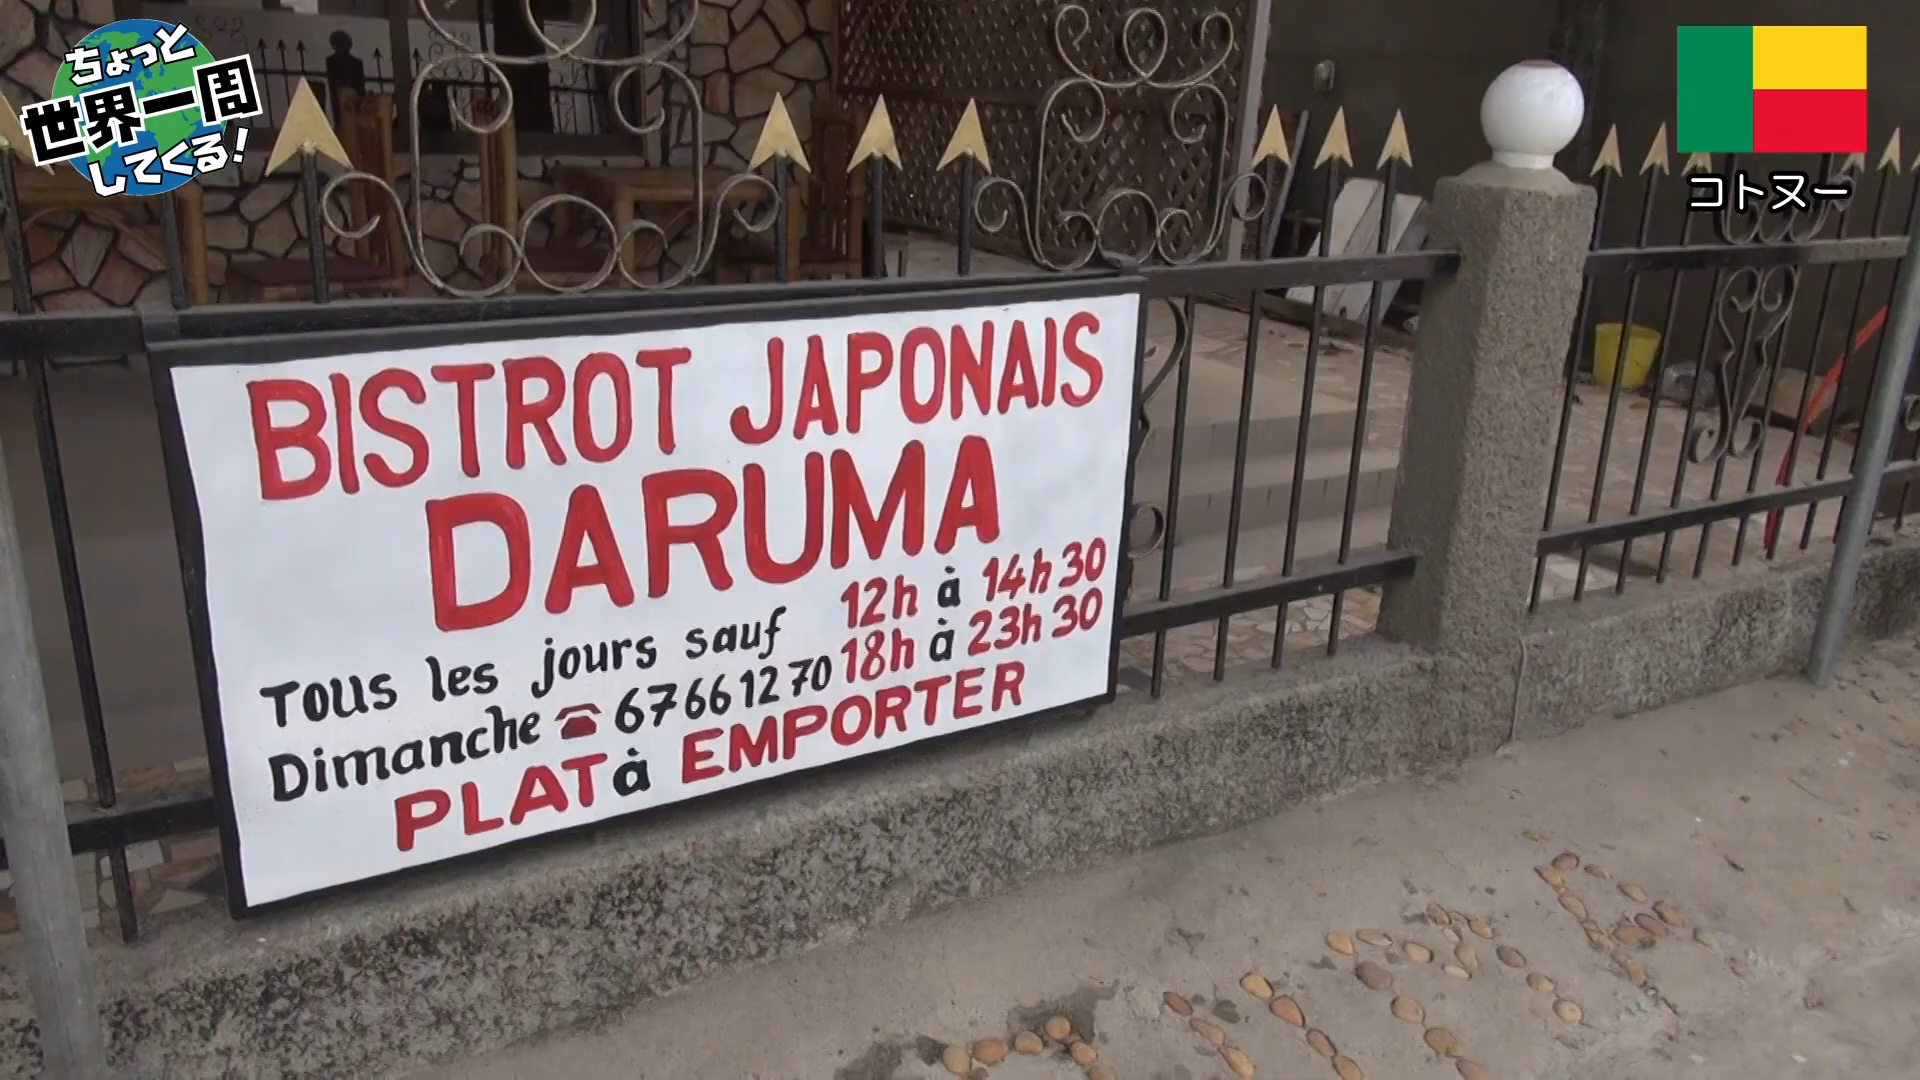 ちょっと
世界一周
してくる！
コトヌー
BISTROT JAPONAIS
DARUMA
Tous les jours sauf 12h à 14h30
Dimanche ☎ 67661270 18h à 23h30
PLAT à EMPORTER